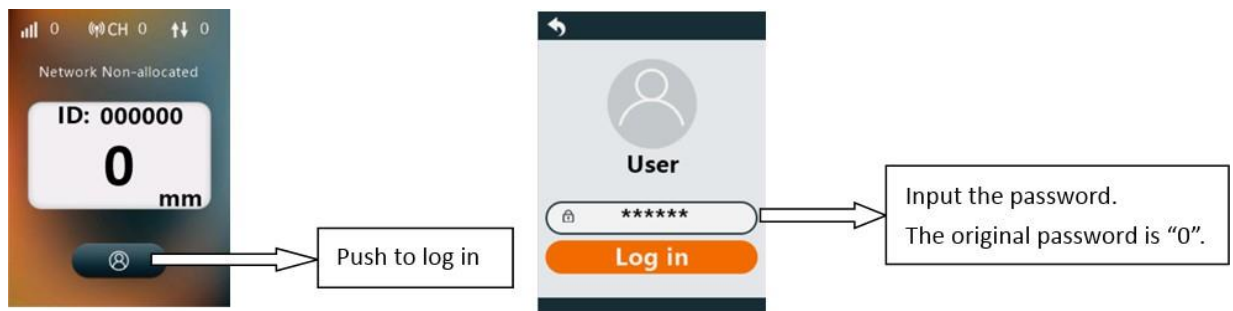 0 CH 0 0
Network Non-allocated
ID: 000000
0
mm
Push to log in
User
******
Log in
Input the password.
The original password is “0”.